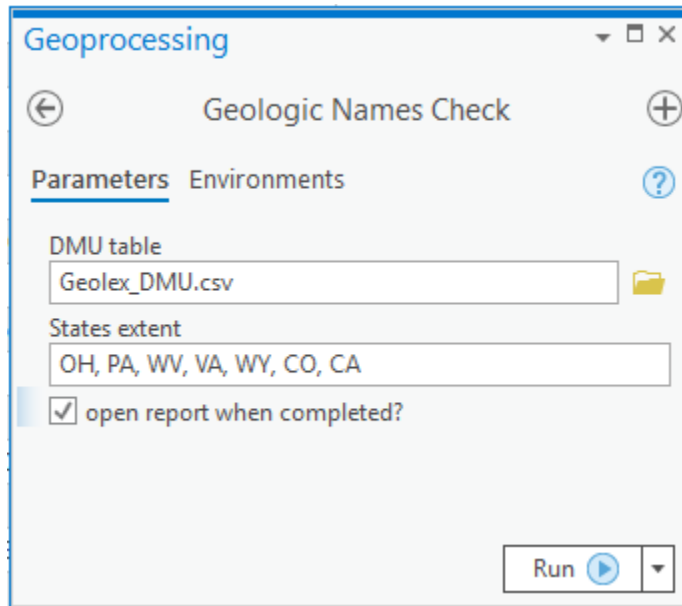 Geoprocessing
Geologic Names Check
Parameters Environments
DMU table
Geolex_DMU.csv
States extent
OH, PA, WV, VA, WY, CO, CA
open report when completed?
Run